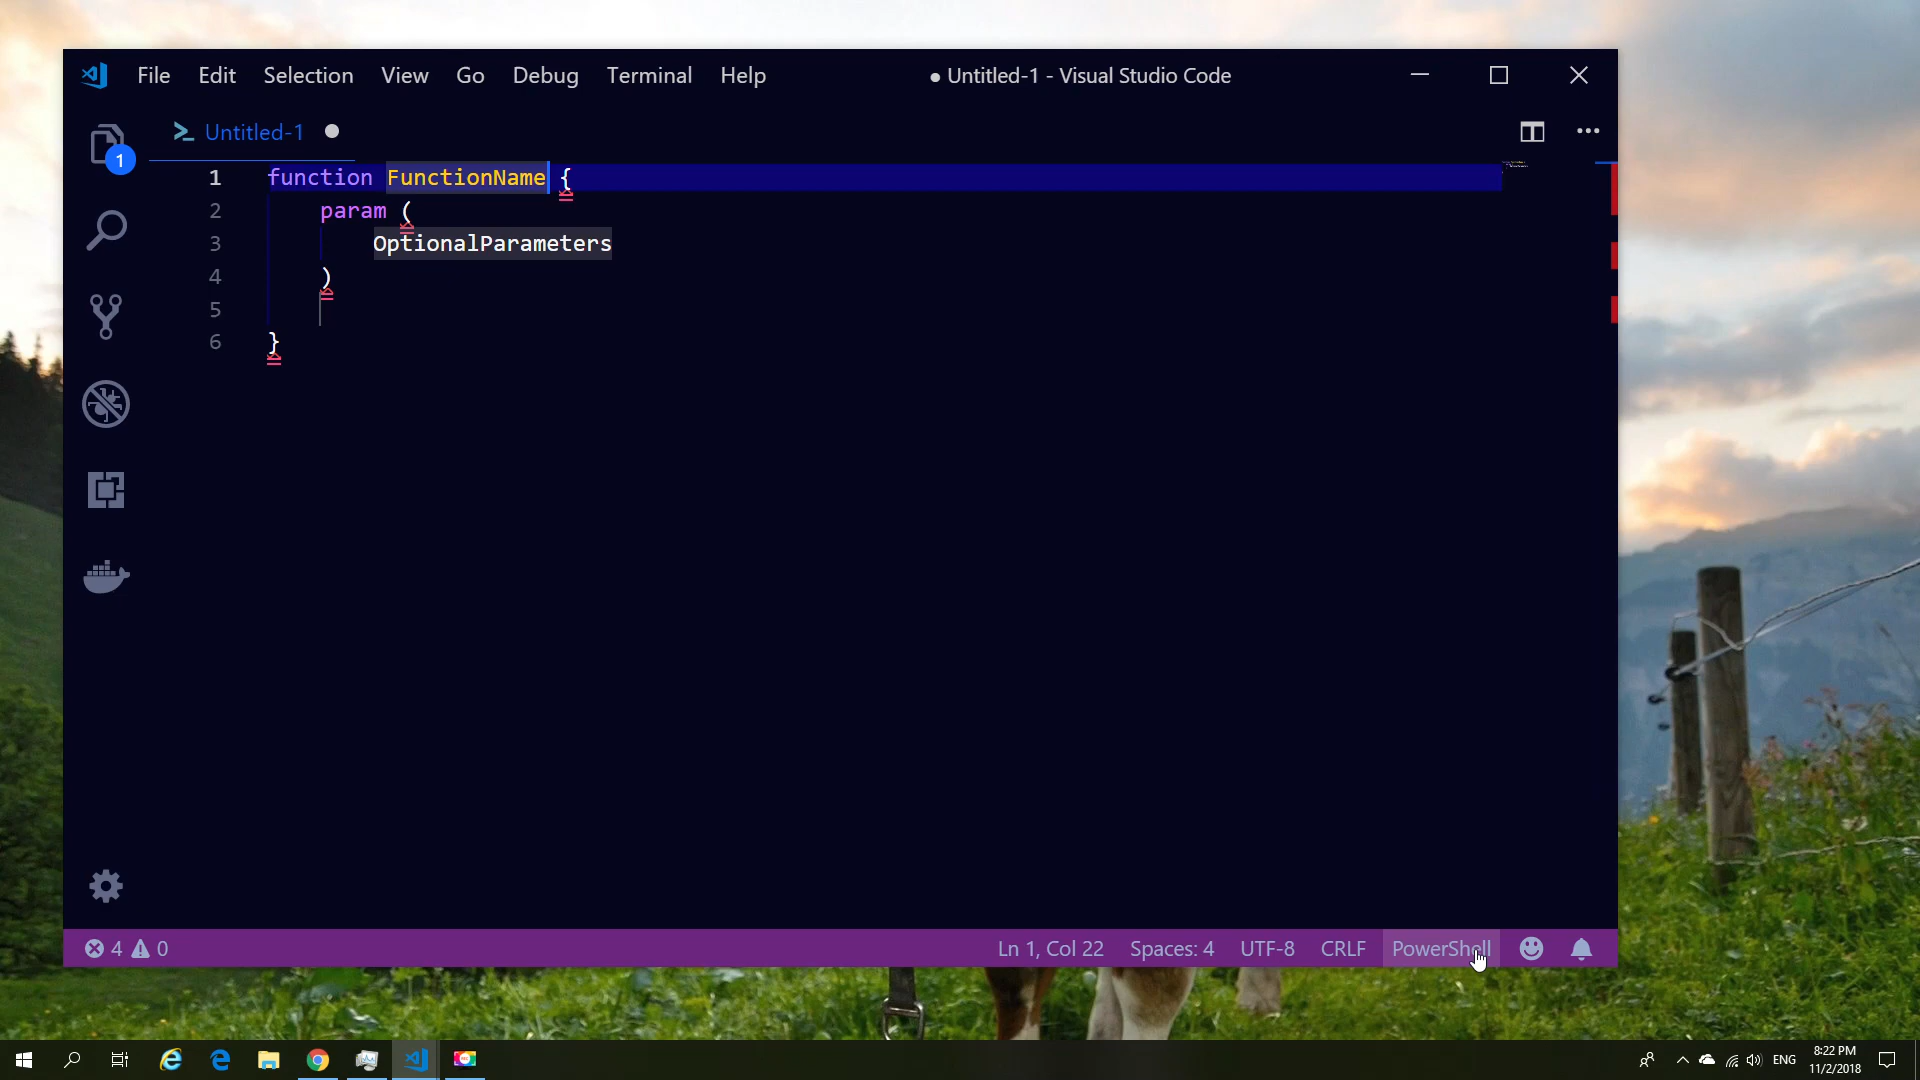 File Edit Selection View Go Debug Terminal Help ● Untitled-1 - Visual Studio Code
Untitled-1 ●
1
1 function FunctionName {
2 param (
3 OptionalParameters
4 )
5
6 }
4 0 Ln 1, Col 22 Spaces: 4 UTF-8 CRLF PowerShell
ENG 8:22 PM
11/2/2018